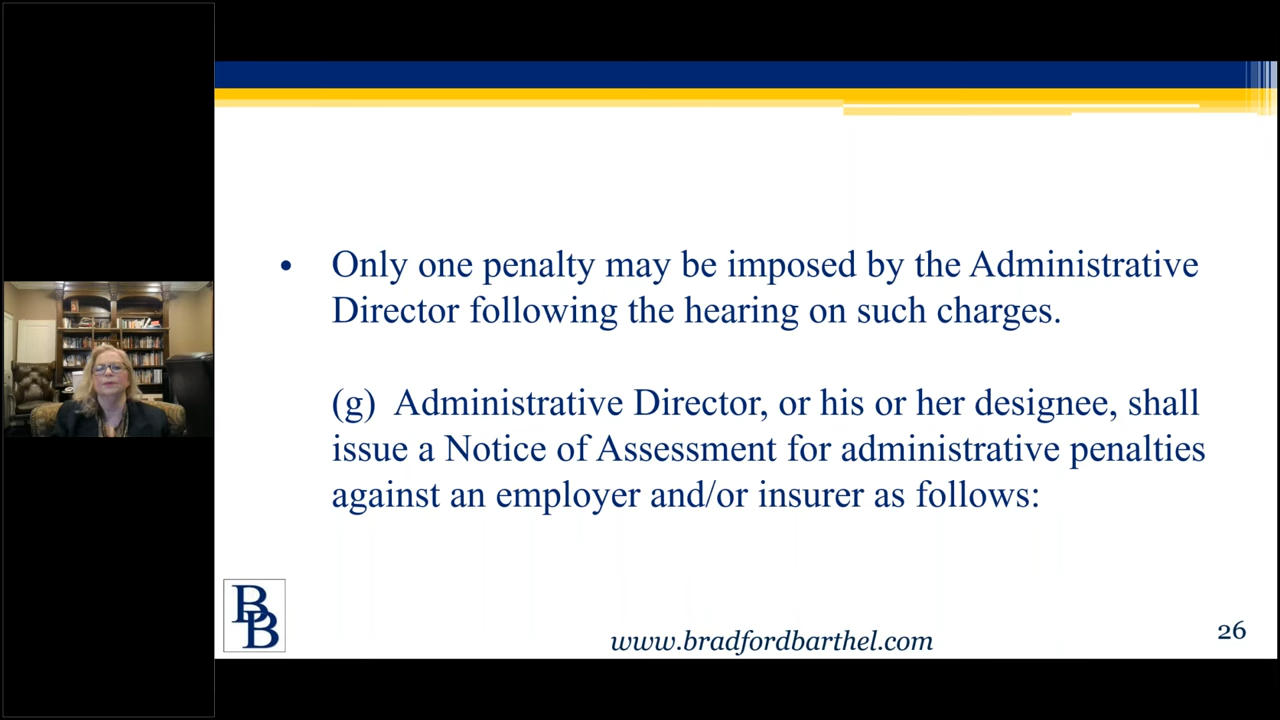 • Only one penalty may be imposed by the Administrative
Director following the hearing on such charges.
(g) Administrative Director, or his or her designee, shall
issue a Notice of Assessment for administrative penalties
against an employer and/or insurer as follows:
BB
www.bradfordbarthel.com
26